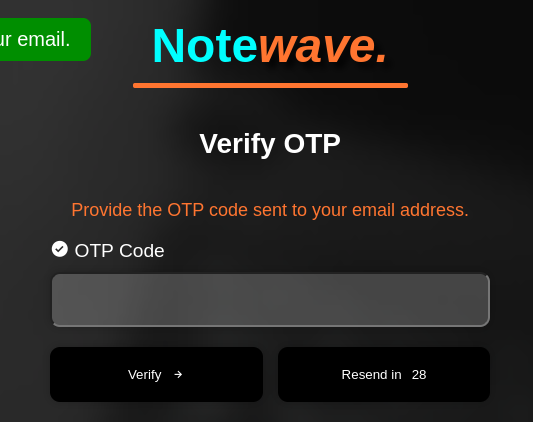 ur email.
Notewave.
Verify OTP
Provide the OTP code sent to your email address.
OTP Code
Verify →
Resend in 28